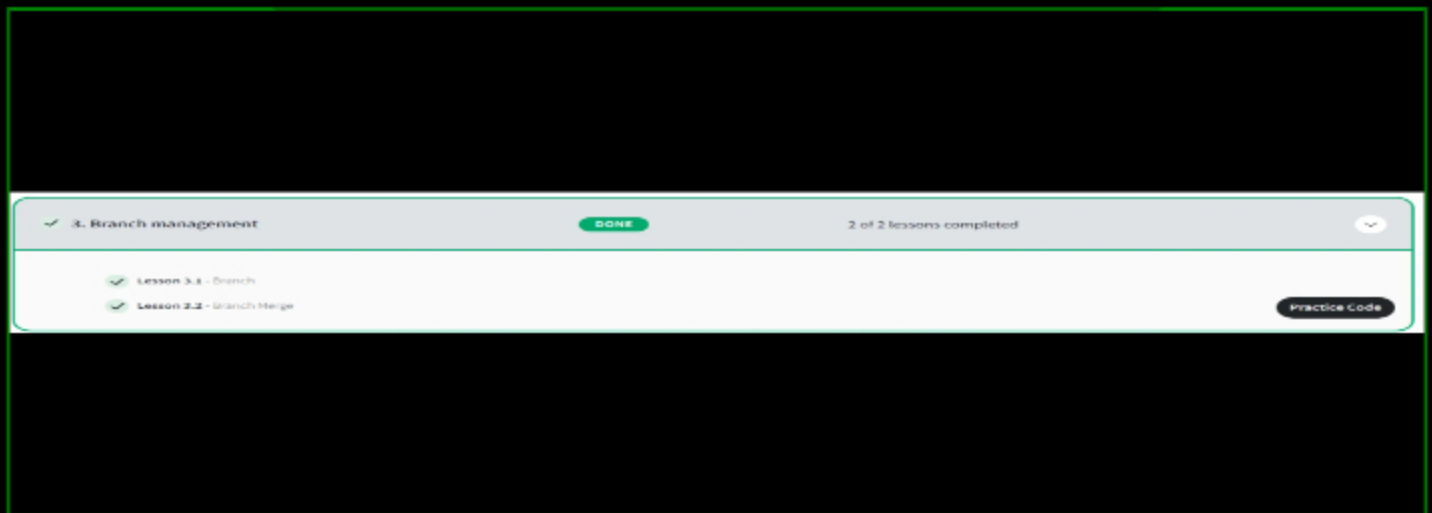 3. Branch management DONE 2 of 2 lessons completed
Lesson 3.1 - Branch
Lesson 3.2 - Branch Merge
Practice Code